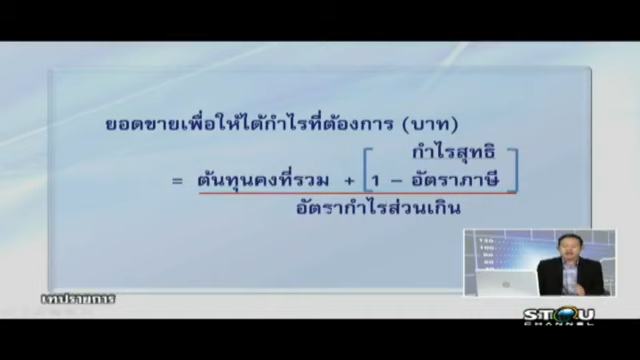 ยอดขายเพื่อให้ได้กำไรที่ต้องการ (บาท)
กำไรสุทธิ
= ต้นทุนคงที่รวม + 1 – อัตราภาษี
อัตรากำไรส่วนเกิน
เทปรายการ
STOU
CHANNEL